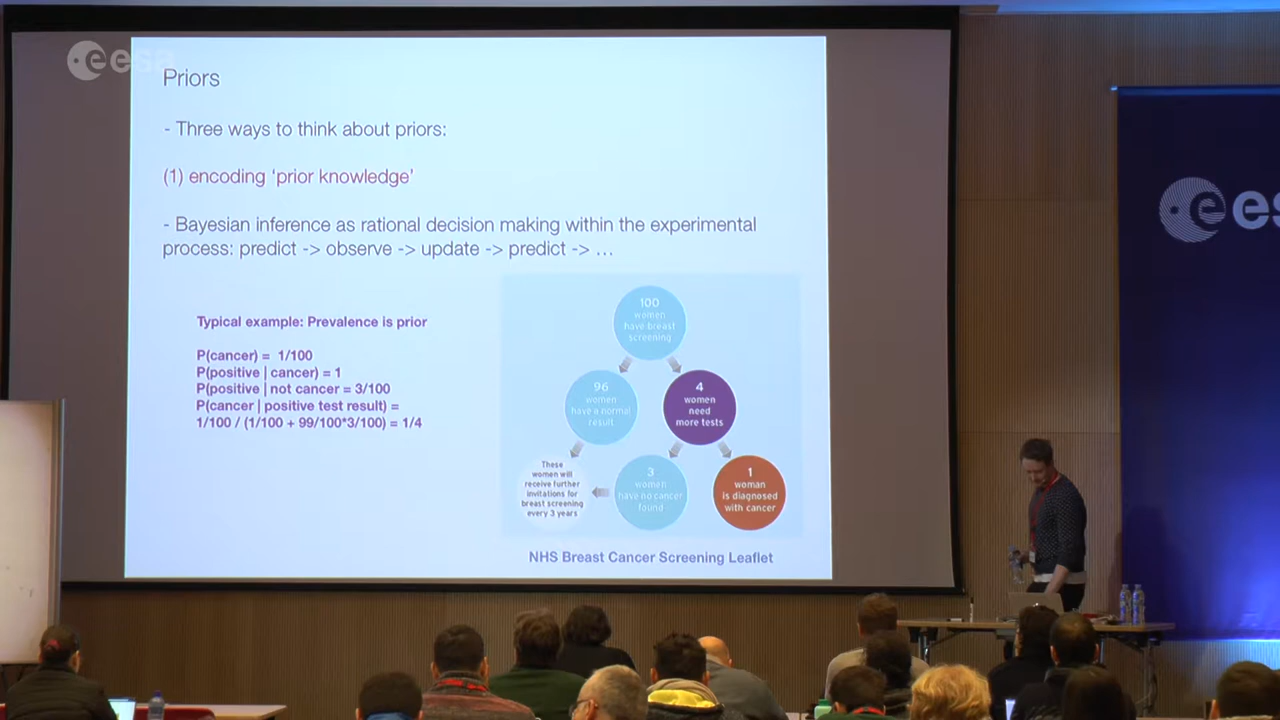 esa
Priors
- Three ways to think about priors:
(1) encoding ‘prior knowledge’
- Bayesian inference as rational decision making within the experimental
process: predict -> observe -> update -> predict -> …
Typical example: Prevalence is prior
P(cancer) = 1/100
P(positive | cancer) = 1
P(positive | not cancer = 3/100
P(cancer | positive test result) =
1/100 / (1/100 + 99/100*3/100) = 1/4
100
women
have breast
screening
96
women
have a normal
result
4
women
need
more tests
These
women will
receive further
invitations for
breast screening
every 3 years
3
women
have no cancer
found
1
woman
is diagnosed
with cancer
NHS Breast Cancer Screening Leaflet
es